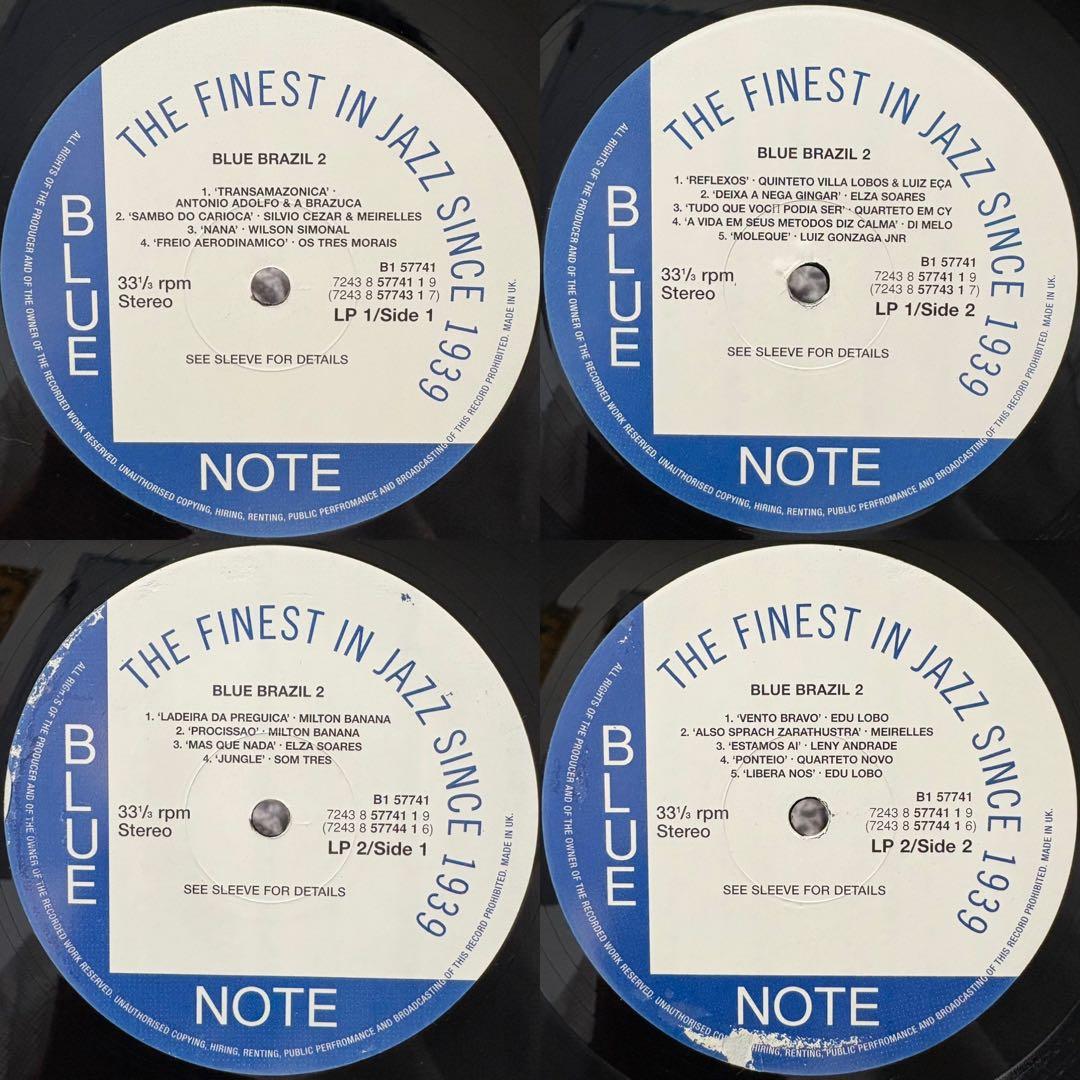 THE FINEST IN JAZZ SINCE 1939
BLUE BRAZIL 2
1. ‘TRANSAMAZONICA’ ·
ANTONIO ADOLFO & A BRAZUCA
2. ‘SAMBO DO CARIOCA’ · SILVIO CEZAR & MEIRELLES
3. ‘NANA’ · WILSON SIMONAL
4. ‘FREIO AERODINAMICO’ · OS TRES MORAIS
33⅓ rpm
Stereo
B1 57741
7243 8 57741 1 9
(7243 8 57743 1 7)
LP 1/Side 1
SEE SLEEVE FOR DETAILS
BLUE
NOTE
ALL RIGHTS OF THE PRODUCER AND OF THE OWNER OF THE RECORDED WORK RESERVED. UNAUTHORISED COPYING, HIRING, RENTING, PUBLIC PERFROMANCE AND BROADCASTING OF THIS RECORD PROHIBITED. MADE IN UK.
THE FINEST IN JAZZ SINCE 1939
BLUE BRAZIL 2
1. ‘REFLEXOS’ · QUINTETO VILLA LOBOS & LUIZ EÇA
2. ‘DEIXA A NEGA GINGAR’ · ELZA SOARES
3. ‘TUDO QUE VOCH PODIA SER’ · QUARTETO EM CY
4. ‘A VIDA EM SEUS METODOS DIZ CALMA’ · DI MELO
5. ‘MOLEQUE’ · LUIZ GONZAGA JNR
33⅓ rpm
Stereo
B1 57741
7243 8 57741 1 9
(7243 8 57743 1 7)
LP 1/Side 2
SEE SLEEVE FOR DETAILS
BLUE
NOTE
ALL RIGHTS OF THE PRODUCER AND OF THE OWNER OF THE RECORDED WORK RESERVED. UNAUTHORISED COPYING, HIRING, RENTING, PUBLIC PERFROMANCE AND BROADCASTING OF THIS RECORD PROHIBITED. MADE IN UK.
THE FINEST IN JAZZ SINCE 1939
BLUE BRAZIL 2
1. ‘LADEIRA DA PREGUICA’ · MILTON BANANA
2. ‘PROCISSAO’ · MILTON BANANA
3. ‘MAS QUE NADA’ · ELZA SOARES
4. ‘JUNGLE’ · SOM TRES
33⅓ rpm
Stereo
B1 57741
7243 8 57741 1 9
(7243 8 57744 1 6)
LP 2/Side 1
SEE SLEEVE FOR DETAILS
BLUE
NOTE
ALL RIGHTS OF THE PRODUCER AND OF THE OWNER OF THE RECORDED WORK RESERVED. UNAUTHORISED COPYING, HIRING, RENTING, PUBLIC PERFROMANCE AND BROADCASTING OF THIS RECORD PROHIBITED. MADE IN UK.
THE FINEST IN JAZZ SINCE 1939
BLUE BRAZIL 2
1. ‘VENTO BRAVO’ · EDU LOBO
2. ‘ALSO SPRACH ZARATHUSTRA’ · MEIRELLES
3. ‘ESTAMOS AI’ · LENY ANDRADE
4. ‘PONTEIO’ · QUARTETO NOVO
5. ‘LIBERA NOS’ · EDU LOBO
33⅓ rpm
Stereo
B1 57741
7243 8 57741 1 9
(7243 8 57744 1 6)
LP 2/Side 2
SEE SLEEVE FOR DETAILS
BLUE
NOTE
ALL RIGHTS OF THE PRODUCER AND OF THE OWNER OF THE RECORDED WORK RESERVED. UNAUTHORISED HIRING, RENTING, PUBLIC PERFROMANCE AND BROADCASTING OF THIS RECORD PROHIBITED. MADE IN UK.